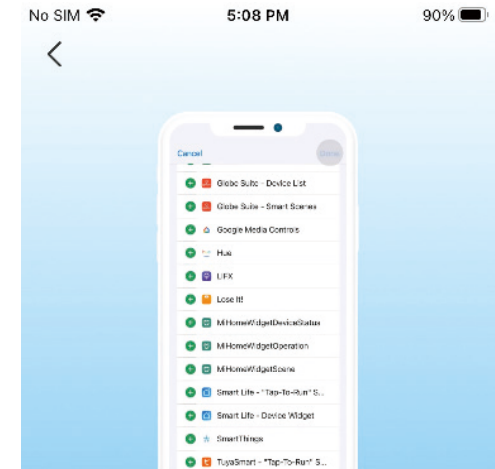 No SIM 5:08 PM 90%
Cancel Done
Globe Suite - Device List
Globe Suite - Smart Scenes
Google Media Controls
Hue
LIFX
Lose It!
MiHomeWidgetDeviceStatus
MiHomeWidgetOperation
MiHomeWidgetScene
Smart Life - "Tap-To-Run" S...
Smart Life - Device Widget
SmartThings
TuyaSmart - "Tap-To-Run" S...